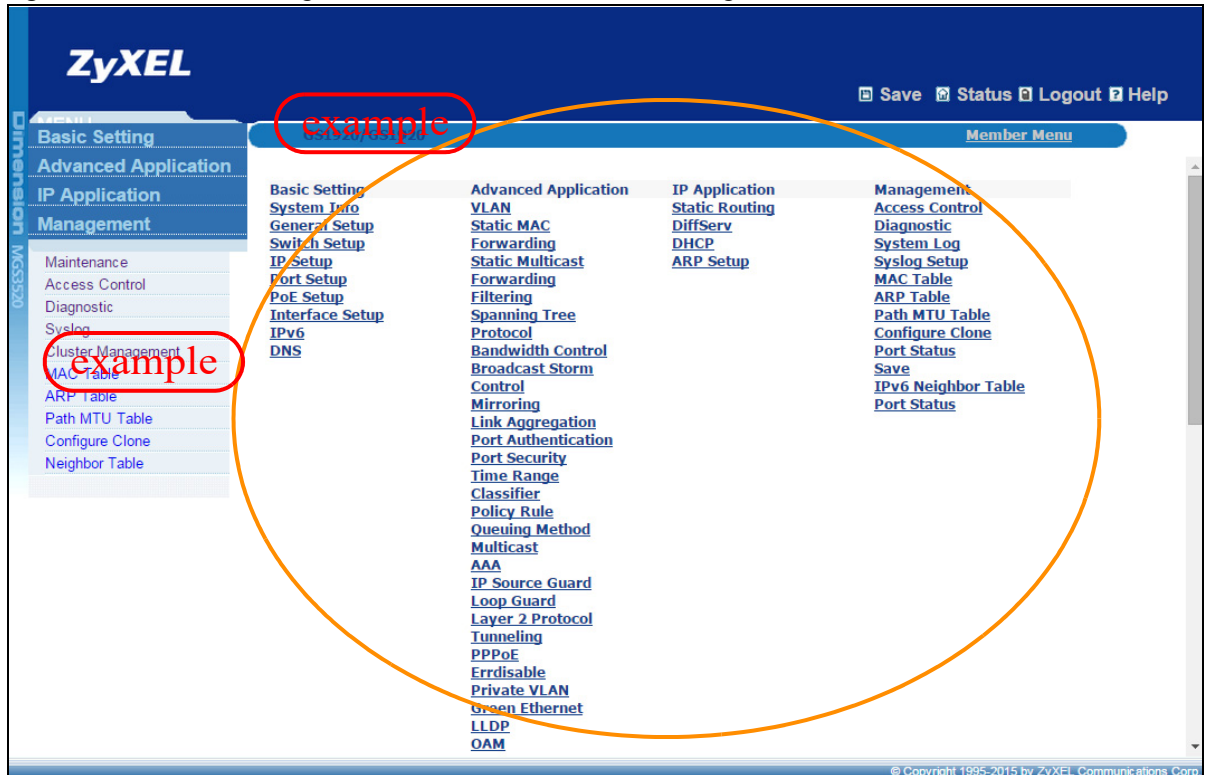 ZyXEL
Save Status Logout Help
MENU
Dimension MGS3520
Basic Setting
Advanced Application
IP Application
Management
Maintenance
Access Control
Diagnostic
Syslog
Cluster Management
MAC Table
ARP Table
Path MTU Table
Configure Clone
Neighbor Table
example
example
Member Menu
Basic Setting
System Info
General Setup
Switch Setup
IP Setup
Port Setup
PoE Setup
Interface Setup
IPv6
DNS
Advanced Application
VLAN
Static MAC
Forwarding
Static Multicast
Forwarding
Filtering
Spanning Tree
Protocol
Bandwidth Control
Broadcast Storm
Control
Mirroring
Link Aggregation
Port Authentication
Port Security
Time Range
Classifier
Policy Rule
Queuing Method
Multicast
AAA
IP Source Guard
Loop Guard
Layer 2 Protocol
Tunneling
PPPoE
Errdisable
Private VLAN
Green Ethernet
LLDP
OAM
IP Application
Static Routing
DiffServ
DHCP
ARP Setup
Management
Access Control
Diagnostic
System Log
Syslog Setup
MAC Table
ARP Table
Path MTU Table
Configure Clone
Port Status
Save
IPv6 Neighbor Table
Port Status
© Copyright 1995-2015 by ZyXEL Communications Corp